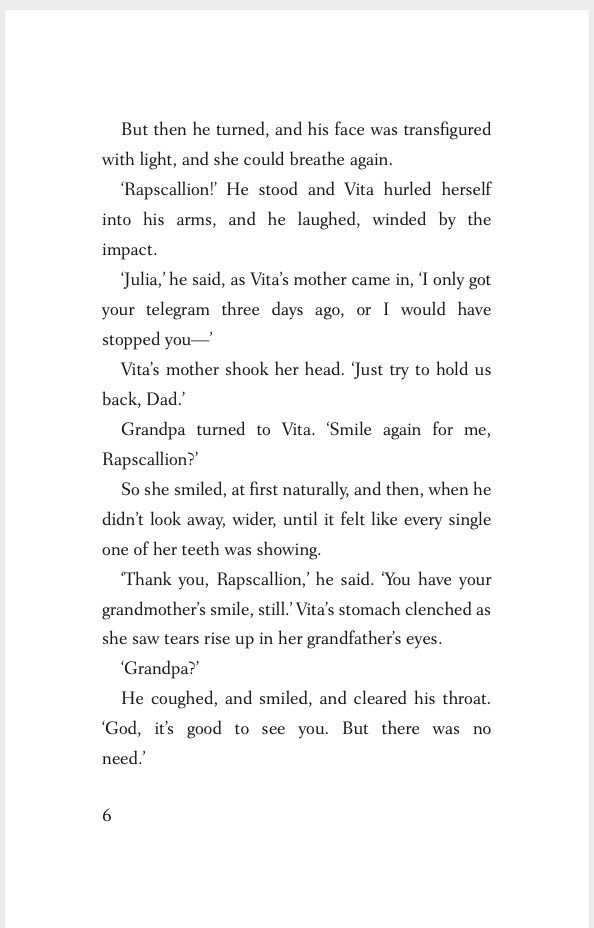 But then he turned, and his face was transfigured
with light, and she could breathe again.
‘Rapscallion!’ He stood and Vita hurled herself
into his arms, and he laughed, winded by the
impact.
‘Julia,’ he said, as Vita’s mother came in, ‘I only got
your telegram three days ago, or I would have
stopped you—’
Vita’s mother shook her head. ‘Just try to hold us
back, Dad.’
Grandpa turned to Vita. ‘Smile again for me,
Rapscallion?’
So she smiled, at first naturally, and then, when he
didn’t look away, wider, until it felt like every single
one of her teeth was showing.
‘Thank you, Rapscallion,’ he said. ‘You have your
grandmother’s smile, still.’ Vita’s stomach clenched as
she saw tears rise up in her grandfather’s eyes.
‘Grandpa?’
He coughed, and smiled, and cleared his throat.
‘God, it’s good to see you. But there was no
need.’
6